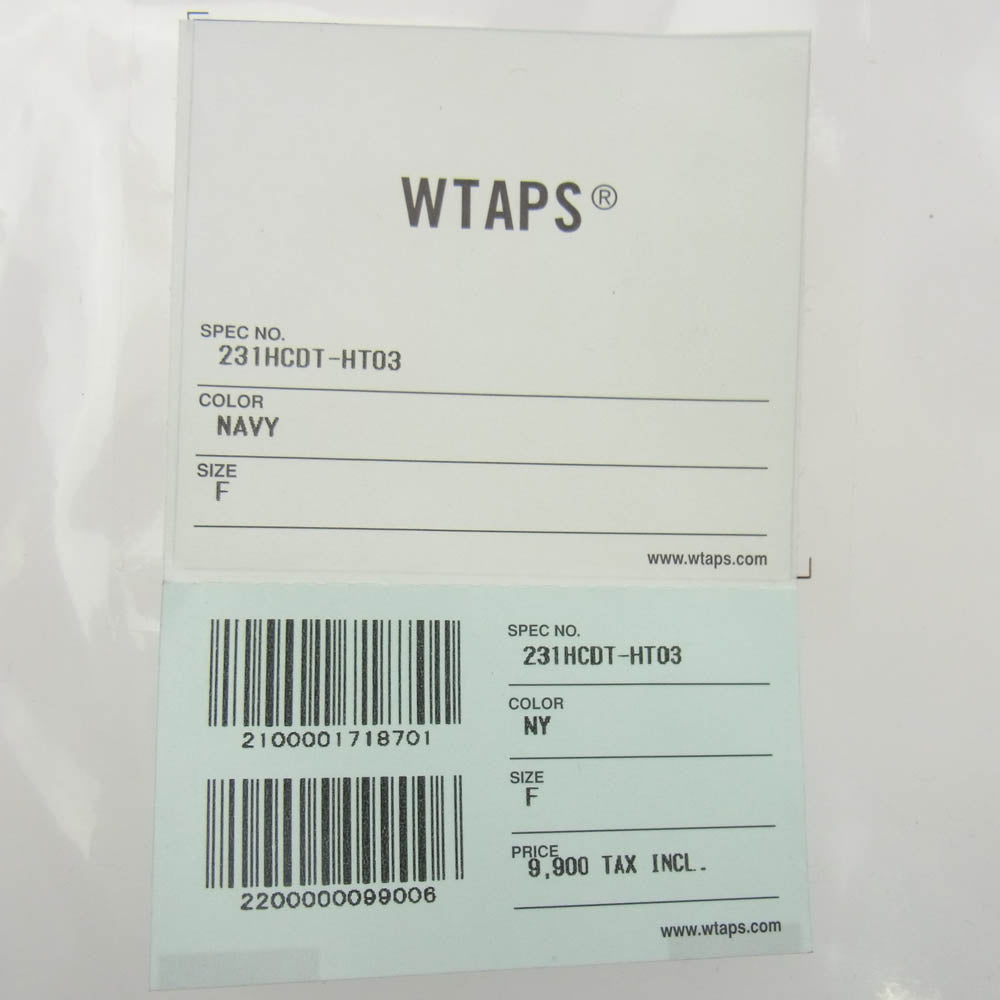 WTAPS®
SPEC NO.
231HCDT-HT03
COLOR
NAVY
SIZE
F
www.wtaps.com
2100001718701
2200000099006
SPEC NO.
231HCDT-HT03
COLOR
NY
SIZE
F
PRICE
9,900 TAX INCL.
www.wtaps.com